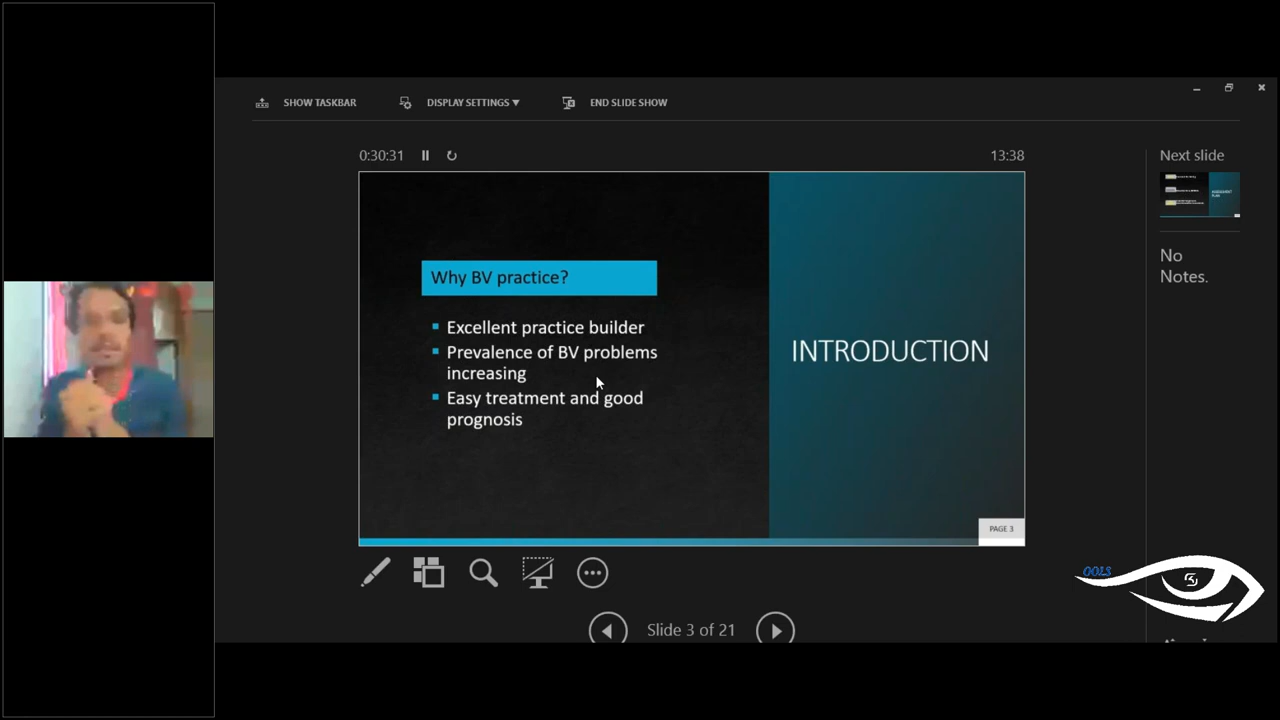 SHOW TASKBAR
DISPLAY SETTINGS ▼
END SLIDE SHOW
0:30:31
13:38
Next slide
Why BV practice?
Excellent practice builder
Prevalence of BV problems
increasing
Easy treatment and good
prognosis
INTRODUCTION
PAGE 3
ASSESSMENT
PLAN
No
Notes.
OOLS
Slide 3 of 21